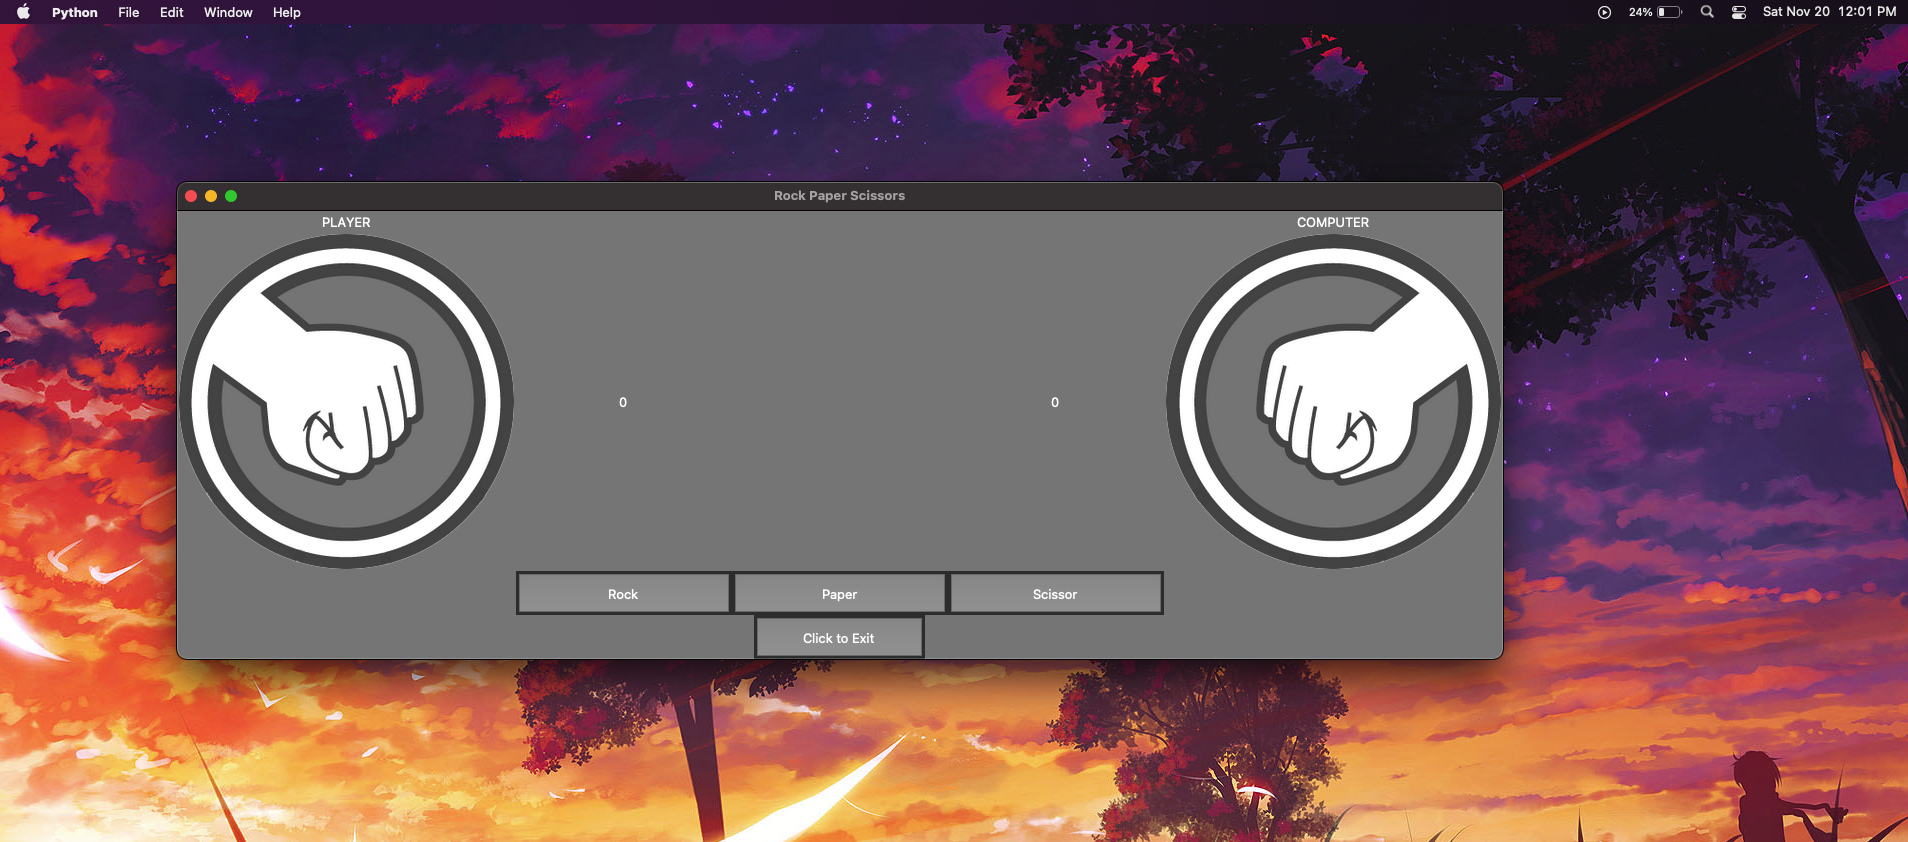 Python File Edit Window Help 24% Sat Nov 20 12:01 PM
Rock Paper Scissors
PLAYER COMPUTER
0 0
Rock Paper Scissor
Click to Exit